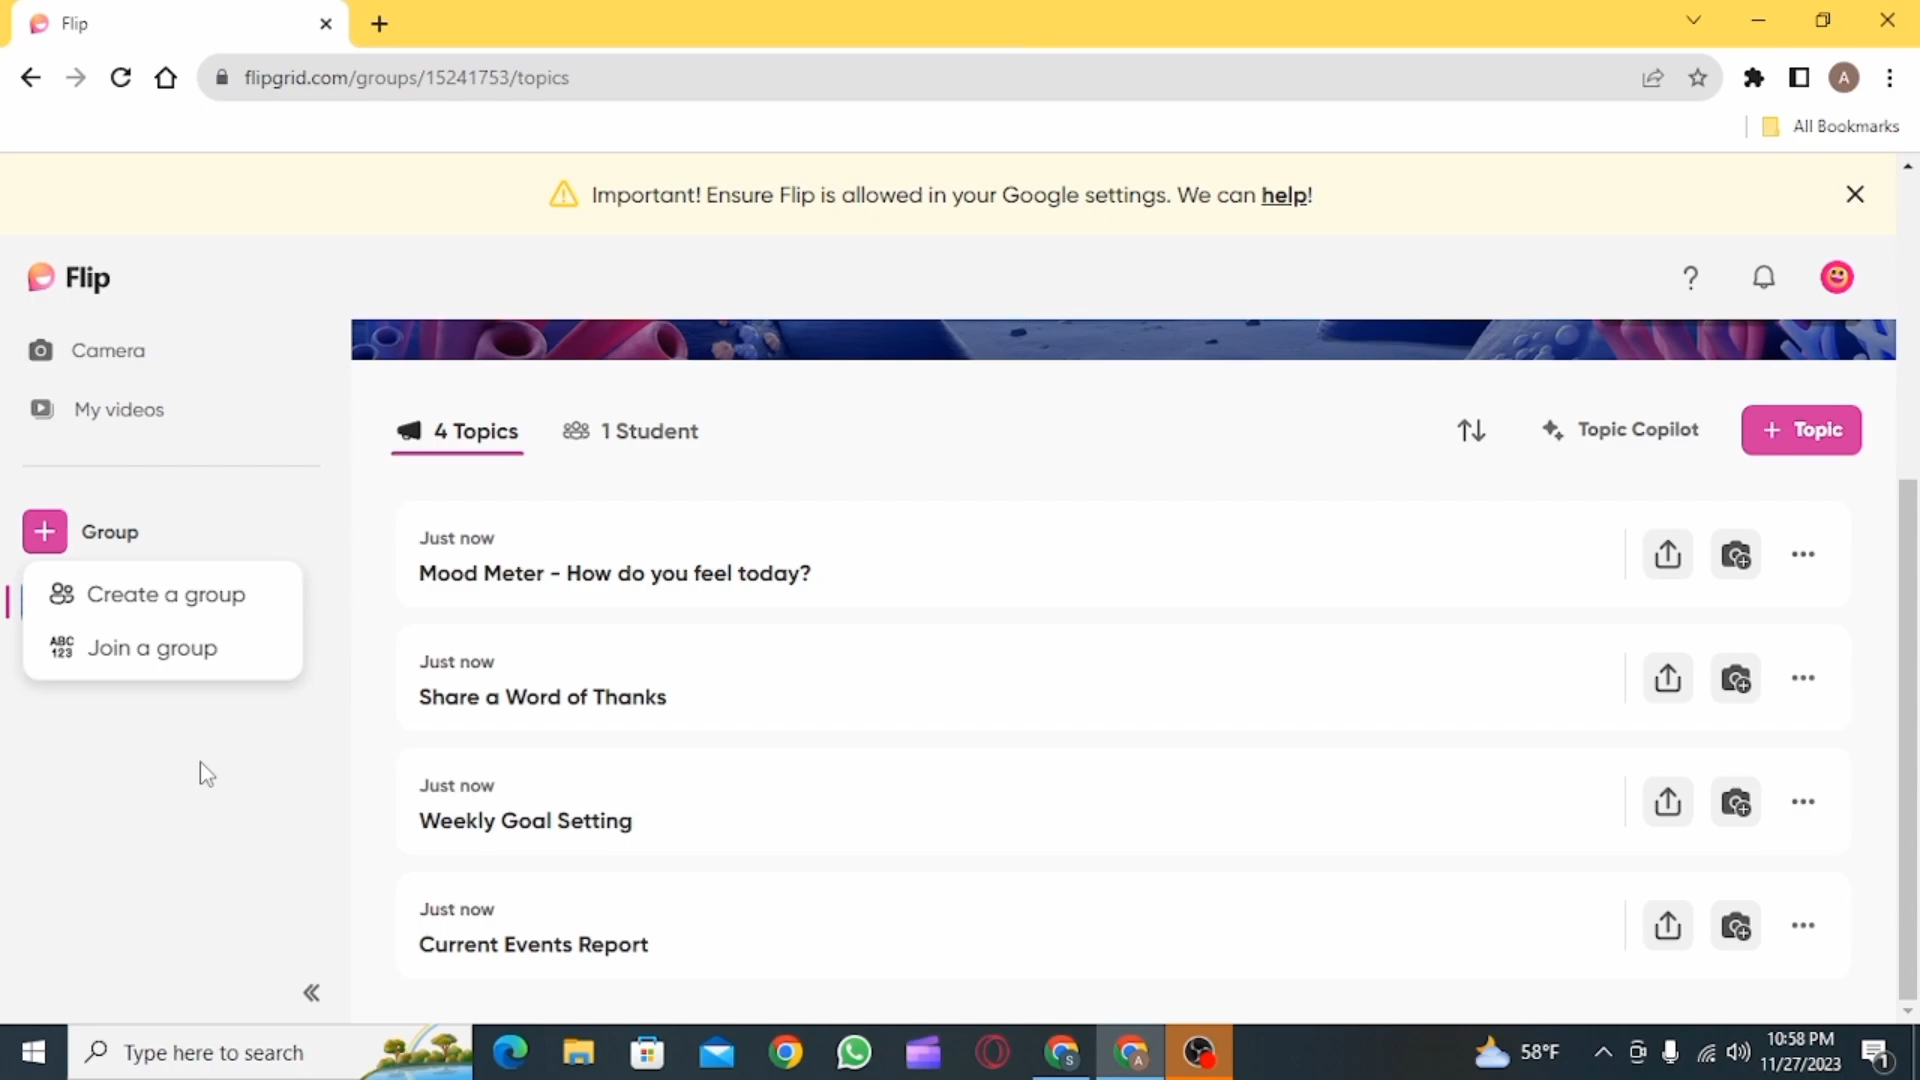 Flip
flipgrid.com/groups/15241753/topics
A
All Bookmarks
Important! Ensure Flip is allowed in your Google settings. We can help!
Flip
?
Camera
My videos
4 Topics
1 Student
Topic Copilot
+ Topic
+ Group
Create a group
ABC
123
Join a group
Just now
Mood Meter - How do you feel today?
Just now
Share a Word of Thanks
Just now
Weekly Goal Setting
Just now
Current Events Report
Type here to search
S
A
58°F
10:58 PM
11/27/2023
1